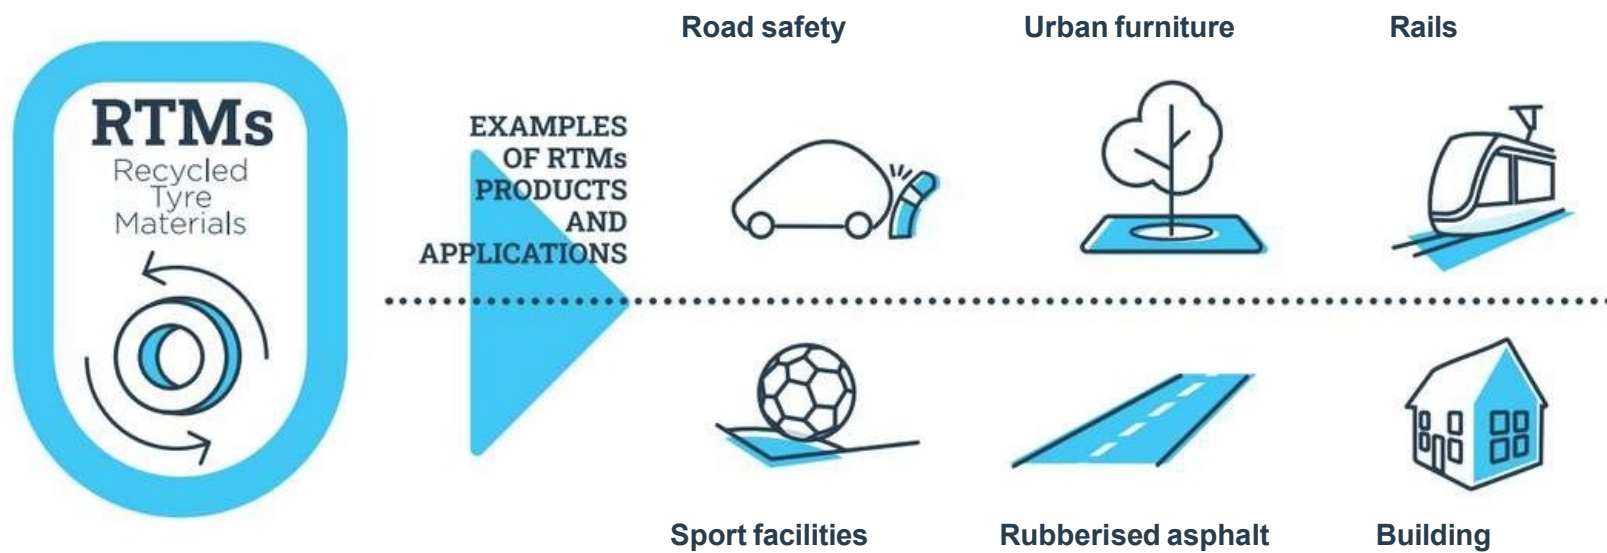 RTMs
Recycled
Tyre
Materials
EXAMPLES
OF RTMs
PRODUCTS
AND
APPLICATIONS
Road safety
Urban furniture
Rails
Sport facilities
Rubberised asphalt
Building